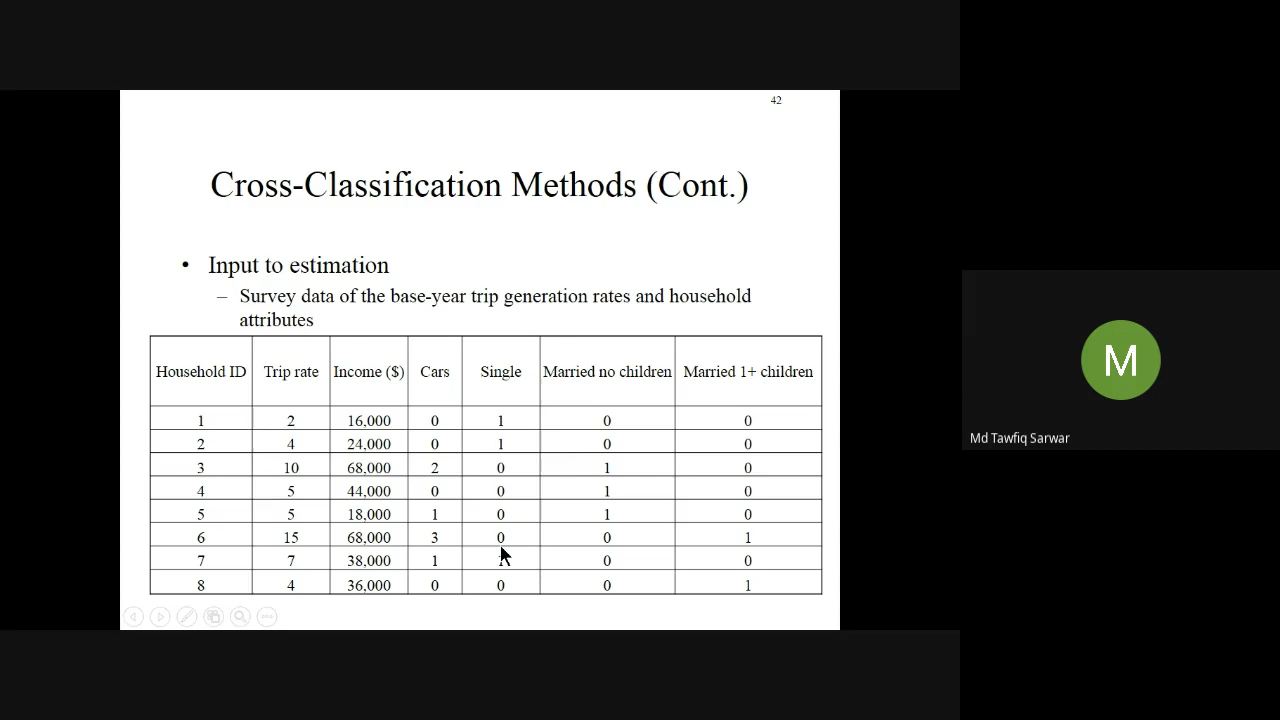 42
Cross-Classification Methods (Cont.)
• Input to estimation
– Survey data of the base-year trip generation rates and household
attributes
Household ID Trip rate Income ($) Cars Single Married no children Married 1+ children
1 2 16,000 0 1 0 0
2 4 24,000 0 1 0 0
3 10 68,000 2 0 1 0
4 5 44,000 0 0 1 0
5 5 18,000 1 0 1 0
6 15 68,000 3 0 0 1
7 7 38,000 1 0 0
8 4 36,000 0 0 0 1
M
Md Tawfiq Sarwar